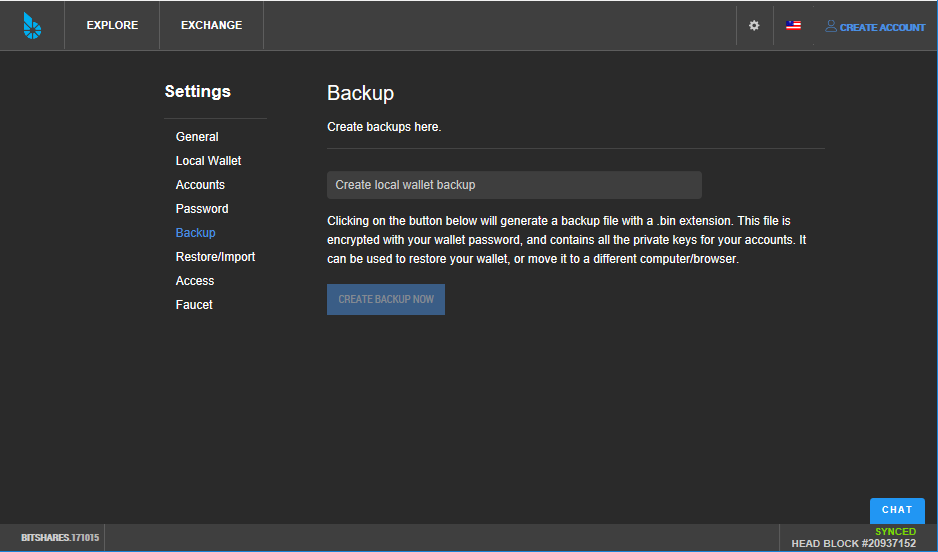 EXPLORE
EXCHANGE
CREATE ACCOUNT
Settings
General
Local Wallet
Accounts
Password
Backup
Restore/Import
Access
Faucet
Backup
Create backups here.
Create local wallet backup
Clicking on the button below will generate a backup file with a .bin extension. This file is
encrypted with your wallet password, and contains all the private keys for your accounts. It
can be used to restore your wallet, or move it to a different computer/browser.
CREATE BACKUP NOW
CHAT
BITSHARES.171015
SYNCED
HEAD BLOCK #20937152